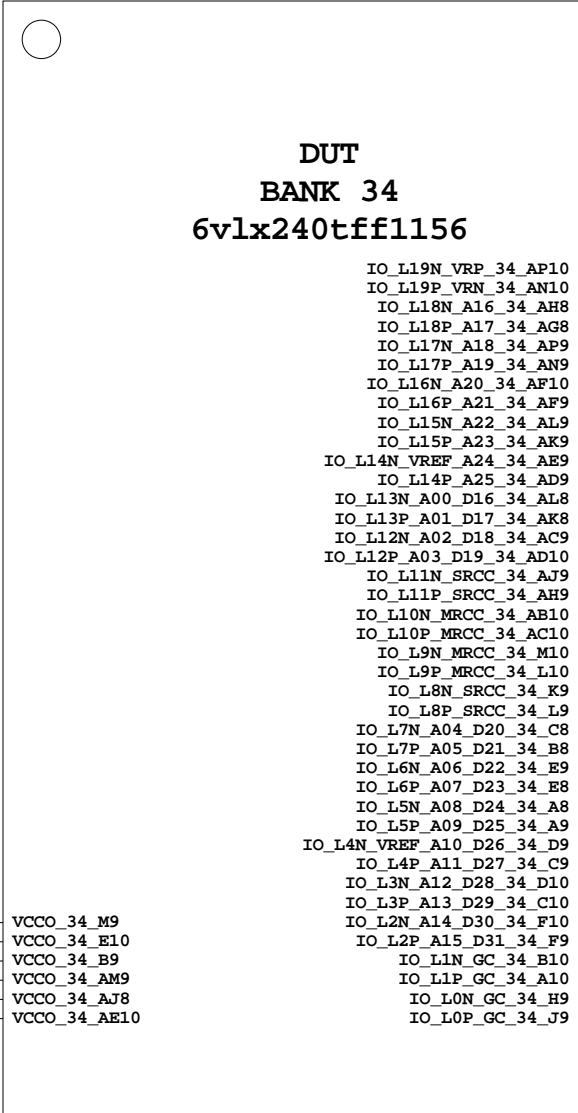 DUT
BANK 34
6vlx240tff1156
IO_L19N_VRP_34_AP10
IO_L19P_VRN_34_AN10
IO_L18N_A16_34_AH8
IO_L18P_A17_34_AG8
IO_L17N_A18_34_AP9
IO_L17P_A19_34_AN9
IO_L16N_A20_34_AF10
IO_L16P_A21_34_AF9
IO_L15N_A22_34_AL9
IO_L15P_A23_34_AK9
IO_L14N_VREF_A24_34_AE9
IO_L14P_A25_34_AD9
IO_L13N_A00_D16_34_AL8
IO_L13P_A01_D17_34_AK8
IO_L12N_A02_D18_34_AC9
IO_L12P_A03_D19_34_AD10
IO_L11N_SRCC_34_AJ9
IO_L11P_SRCC_34_AH9
IO_L10N_MRCC_34_AB10
IO_L10P_MRCC_34_AC10
IO_L9N_MRCC_34_M10
IO_L9P_MRCC_34_L10
IO_L8N_SRCC_34_K9
IO_L8P_SRCC_34_L9
IO_L7N_A04_D20_34_C8
IO_L7P_A05_D21_34_B8
IO_L6N_A06_D22_34_E9
IO_L6P_A07_D23_34_E8
IO_L5N_A08_D24_34_A8
IO_L5P_A09_D25_34_A9
IO_L4N_VREF_A10_D26_34_D9
IO_L4P_A11_D27_34_C9
IO_L3N_A12_D28_34_D10
IO_L3P_A13_D29_34_C10
VCCO_34_M9 IO_L2N_A14_D30_34_F10
VCCO_34_E10 IO_L2P_A15_D31_34_F9
VCCO_34_B9 IO_L1N_GC_34_B10
VCCO_34_AM9 IO_L1P_GC_34_A10
VCCO_34_AJ8 IO_L0N_GC_34_H9
VCCO_34_AE10 IO_L0P_GC_34_J9